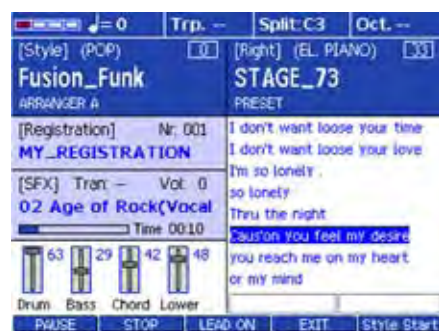 ♩= 0 Trp. -- Split:C3 Oct. --
[Style] (POP) 0
Fusion_Funk
ARRANGER A
[Right] (EL. PIANO) 33
STAGE_73
PRESET
[Registration] Nr: 001
MY_REGISTRATION
[SFX] Tran: -- Vol: 0
02 Age of Rock(Vocal
Time 00:10
63 29 42 48
Drum Bass Chord Lower
I don't want loose your time
I don't want loose your love
I'm so lonely .
so lonely
Thru the night
Caus'on you feel my desire
you reach me on my heart
or my mind
PAUSE STOP LEAD ON EXIT Style Start